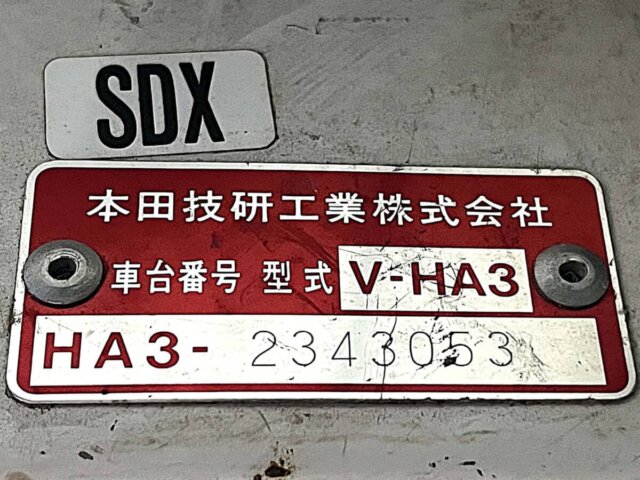 SDX
本田技研工業株式会社
車台番号 型式 V-HA3
HA3- 2343053